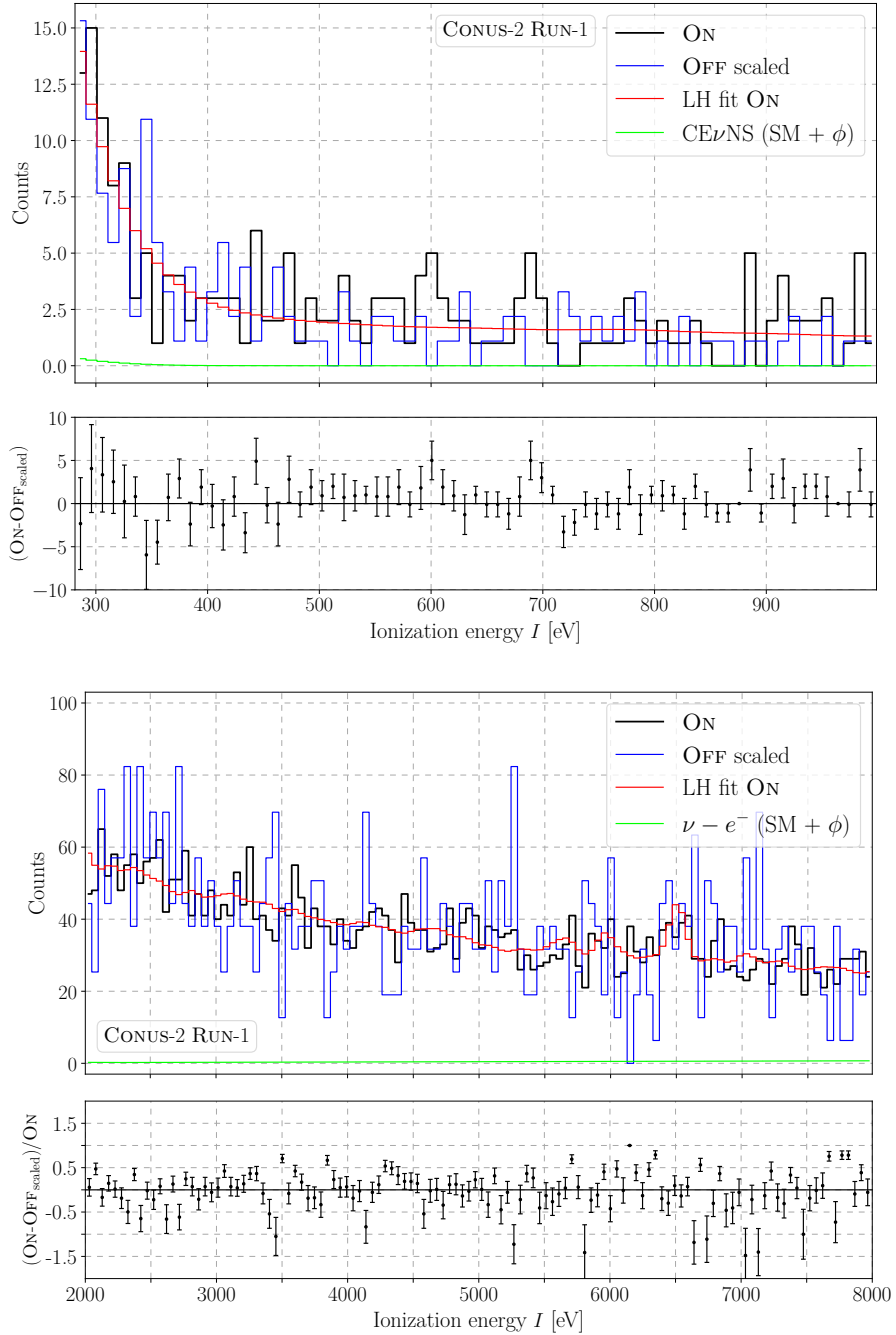 CONUS-2 RUN-1
ON
OFF scaled
LH fit ON
CEνNS (SM + ϕ)
15.0
12.5
10.0
7.5
5.0
2.5
0.0
Counts
10
5
0
−5
−10
(ON-OFFscaled)
300
400
500
600
700
800
900
Ionization energy I [eV]
100
80
60
40
20
0
Counts
ON
OFF scaled
LH fit ON
ν − e⁻ (SM + ϕ)
CONUS-2 RUN-1
1.5
0.5
0.0
-0.5
-1.5
(ON-OFFscaled)/ON
2000
3000
4000
5000
6000
7000
8000
Ionization energy I [eV]